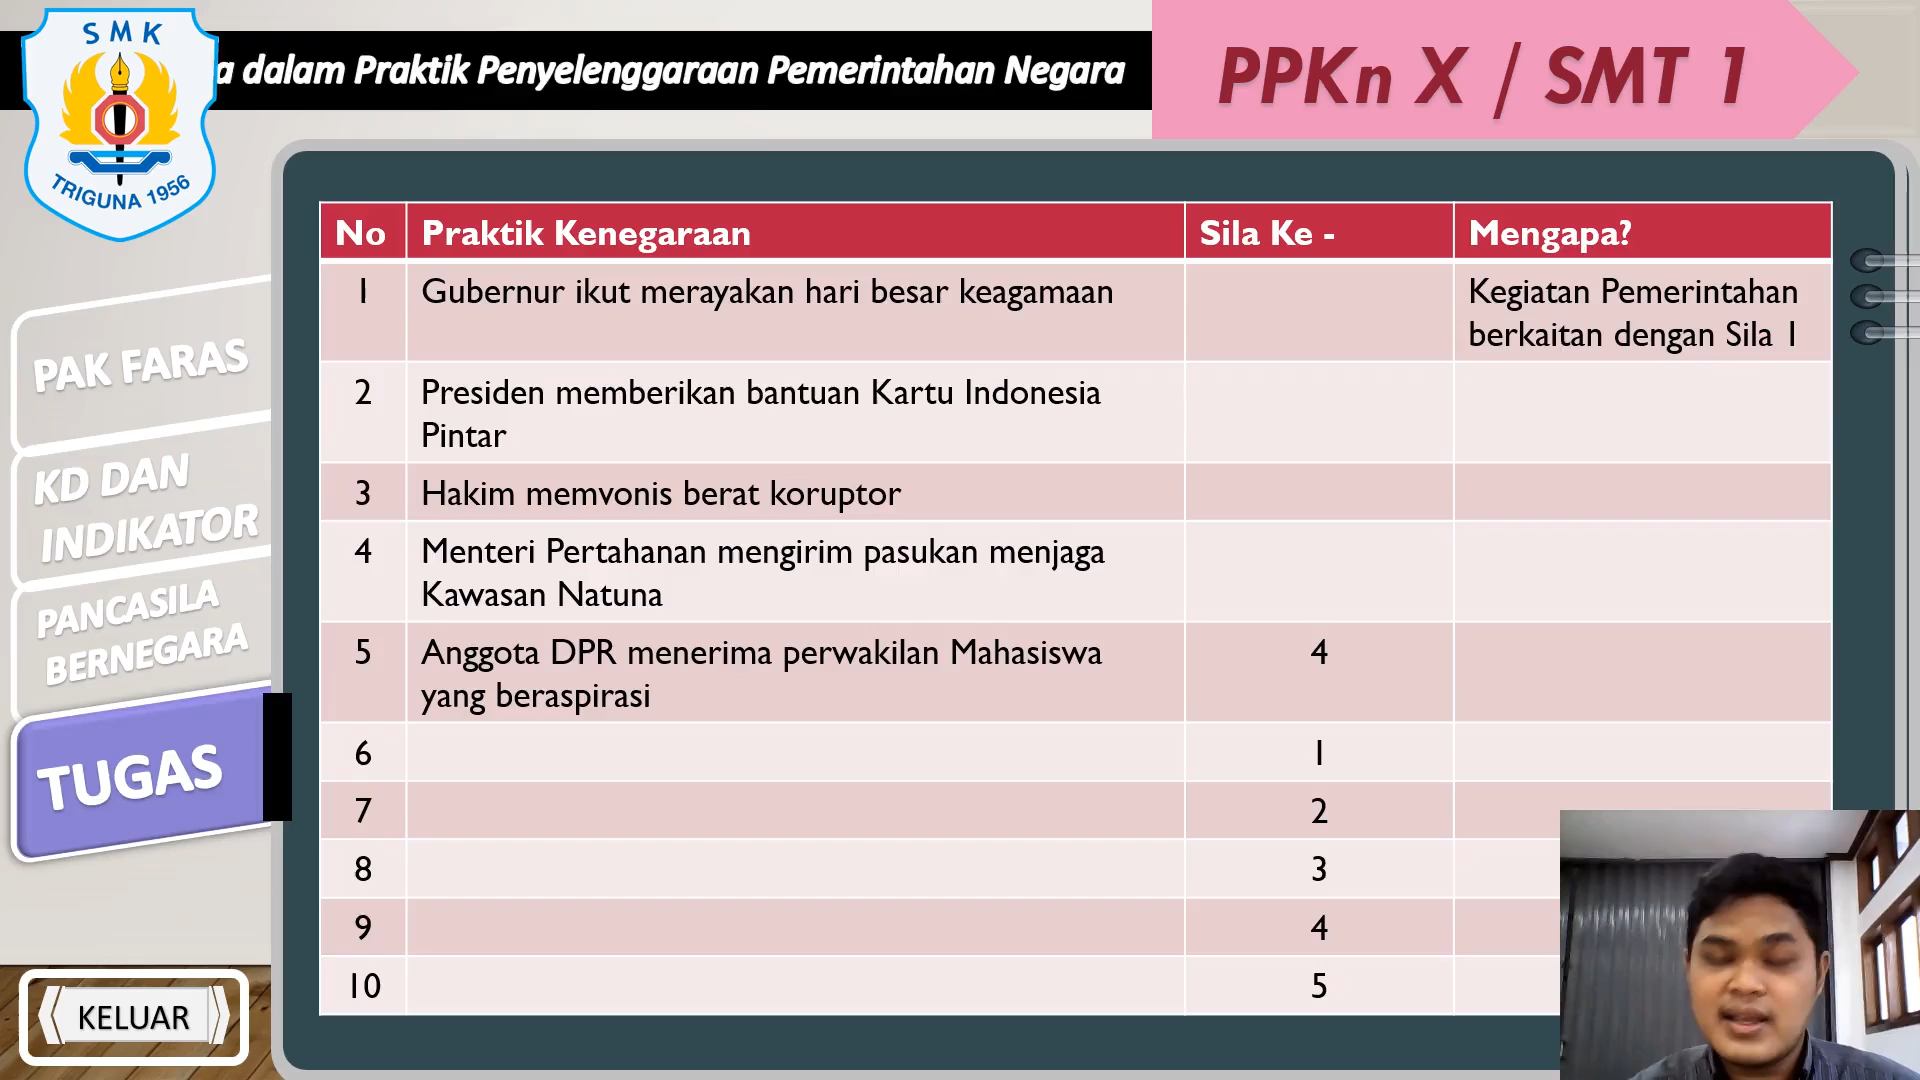 SMK
TRIGUNA 1956
a dalam Praktik Penyelenggaraan Pemerintahan Negara
PPKn X / SMT 1
PAK FARAS
KD DAN
INDIKATOR
PANCASILA
BERNEGARA
TUGAS
KELUAR
No Praktik Kenegaraan Sila Ke - Mengapa?
1 Gubernur ikut merayakan hari besar keagamaan Kegiatan Pemerintahan
berkaitan dengan Sila 1
2 Presiden memberikan bantuan Kartu Indonesia
Pintar
3 Hakim memvonis berat koruptor
4 Menteri Pertahanan mengirim pasukan menjaga
Kawasan Natuna
5 Anggota DPR menerima perwakilan Mahasiswa 4
yang beraspirasi
6 1
7 2
8 3
9 4
10 5